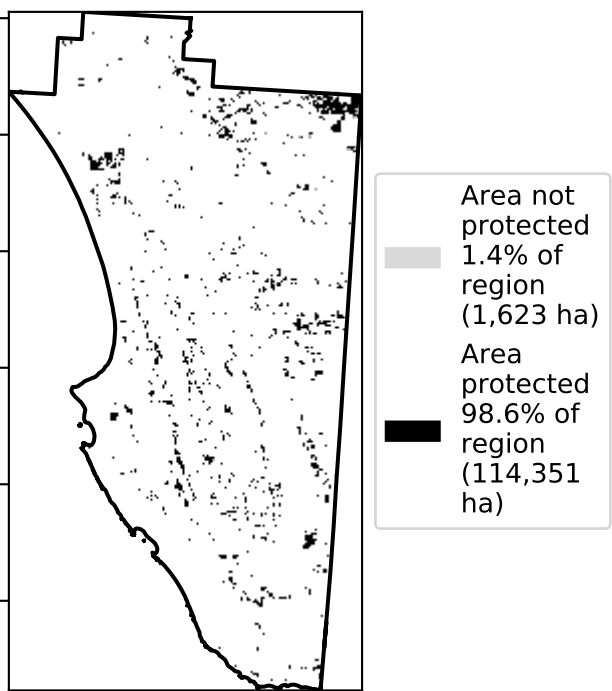 Area not
protected
1.4% of
region
(1,623 ha)
Area
protected
98.6% of
region
(114,351
ha)